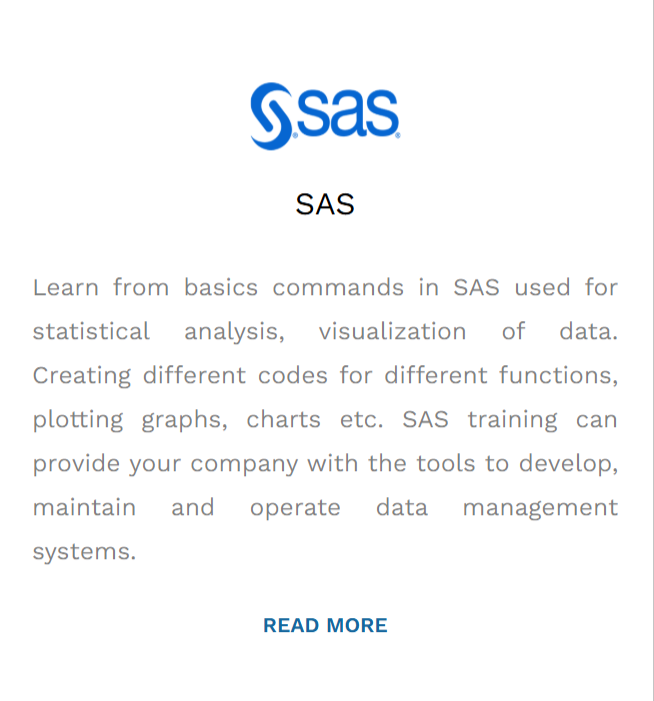 sas
SAS
Learn from basics commands in SAS used for
statistical analysis, visualization of data.
Creating different codes for different functions,
plotting graphs, charts etc. SAS training can
provide your company with the tools to develop,
maintain and operate data management
systems.
READ MORE